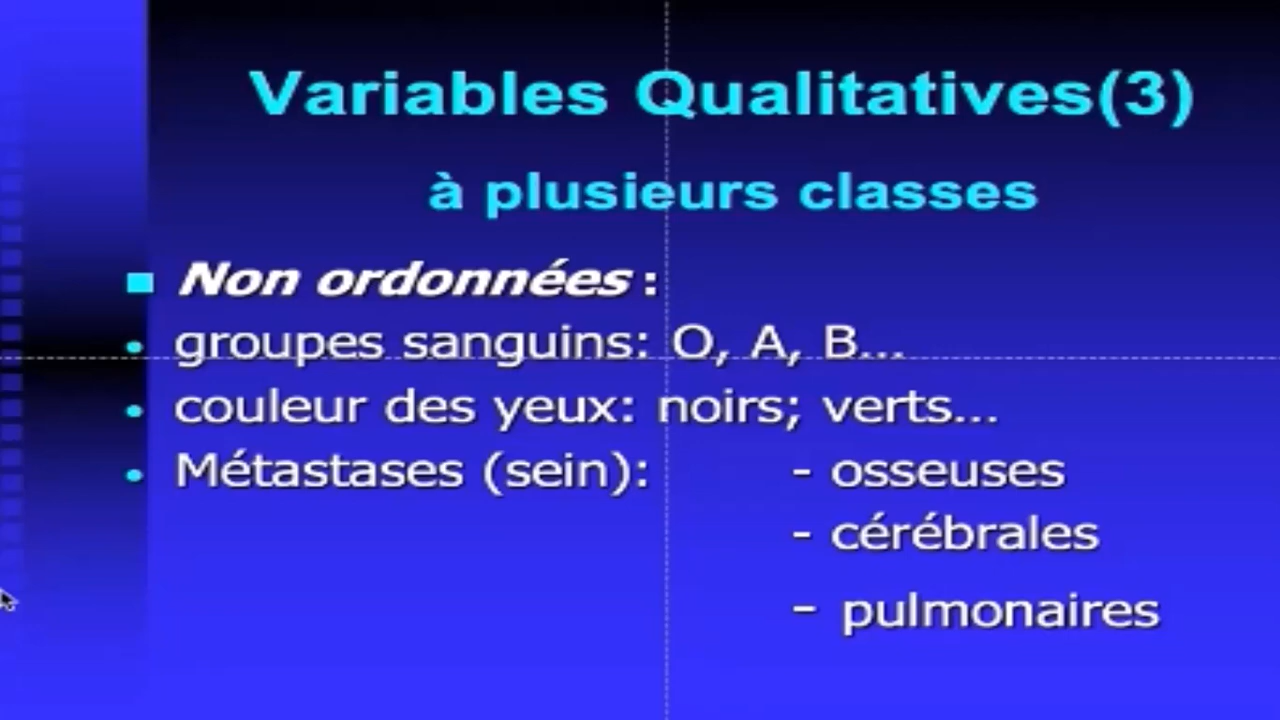 Variables Qualitatives(3)
à plusieurs classes
Non ordonnées :
groupes sanguins: O, A, B...
couleur des yeux: noirs; verts...
Métastases (sein): - osseuses
- cérébrales
- pulmonaires